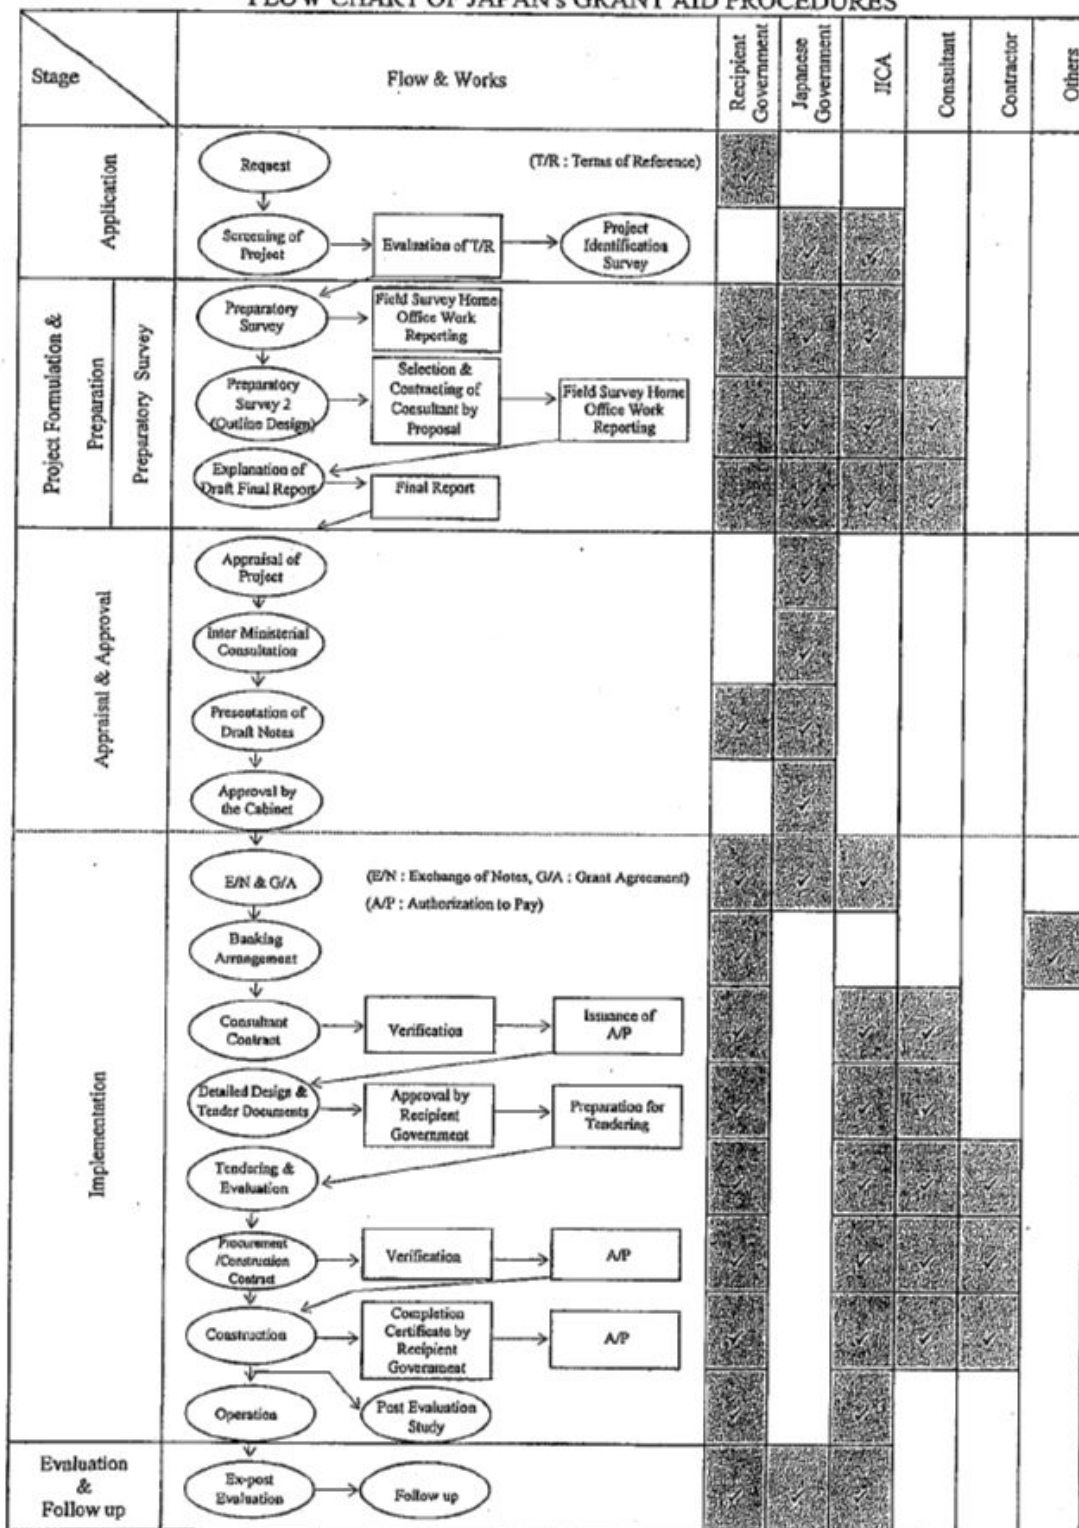 FLOW CHART OF JAPAN's GRANT AID PROCEDURES
Stage
Flow & Works
Recipient
Government
Japanese
Government
JICA
Consultant
Contractor
Others
Application
Request
(T/R : Terms of Reference)
Screening of
Project
Evaluation of T/R
Project
Identification
Survey
Project Formulation &
Preparation
Preparatory Survey
Preparatory
Survey
Field Survey Home
Office Work
Reporting
Preparatory
Survey 2
(Outline Design)
Selection &
Contracting of
Consultant by
Proposal
Field Survey Home
Office Work
Reporting
Explanation of
Draft Final Report
Final Report
Appraisal & Approval
Appraisal of
Project
Inter Ministerial
Consultation
Presentation of
Draft Notes
Approval by
the Cabinet
Implementation
E/N & G/A
(E/N : Exchange of Notes, G/A : Grant Agreement)
(A/P : Authorization to Pay)
Banking
Arrangement
Consultant
Contract
Verification
Issuance of
A/P
Detailed Design &
Tender Documents
Approval by
Recipient
Government
Preparation for
Tendering
Tendering &
Evaluation
Procurement
/Construction
Contract
Verification
A/P
Construction
Completion
Certificate by
Recipient
Government
A/P
Operation
Post Evaluation
Study
Evaluation
&
Follow up
Ex-post
Evaluation
Follow up